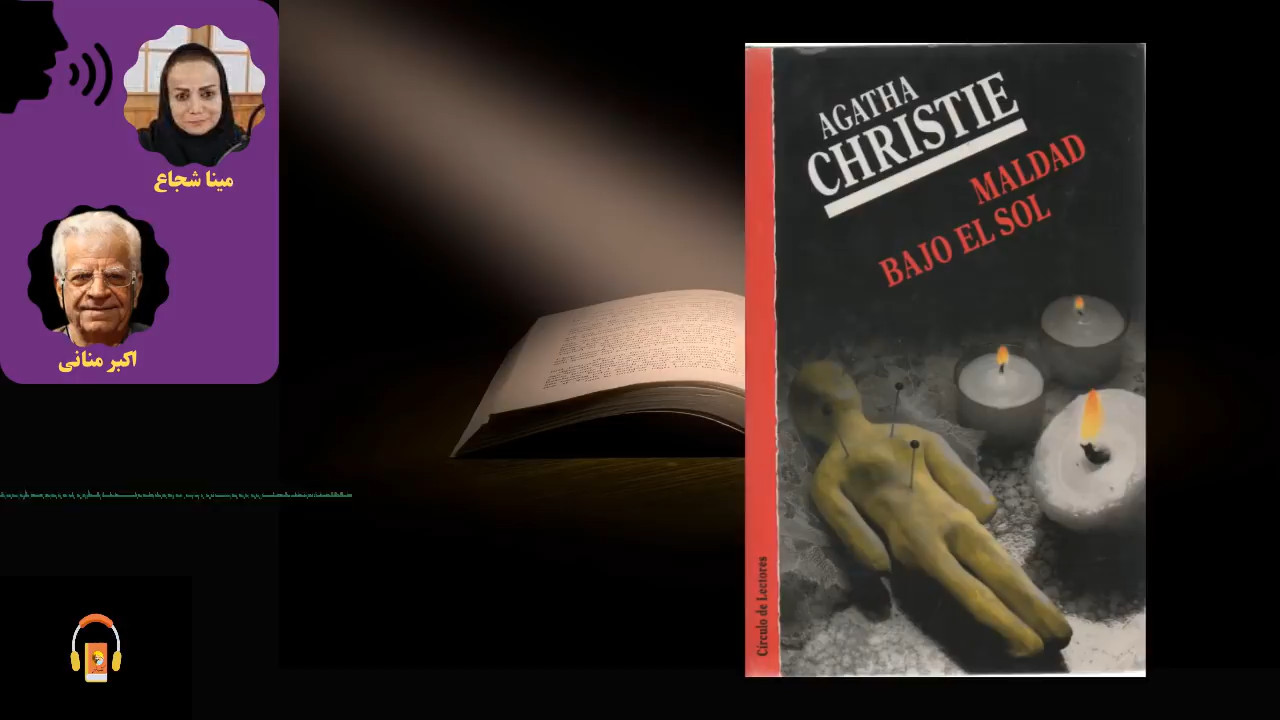 مینا شجاع
اکبر منانی
AGATHA
CHRISTIE
MALDAD
BAJO EL SOL
Círculo de Lectores